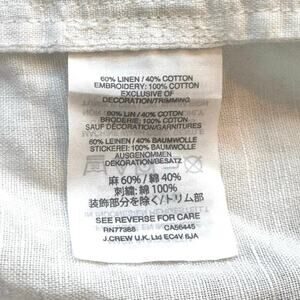 60% LINEN / 40% COTTON
EMBROIDERY: 100% COTTON
EXCLUSIVE OF
DECORATION/TRIMMING
60% LIN / 40% COTON
BRODERIE: 100% COTON
SAUF DÉCORATION/GARNITURES
60% LEINEN / 40% BAUMWOLLE
STICKEREI: 100% BAUMWOLLE
AUSGENOMMEN
DEKORATION/BESATZ
麻 60% / 綿 40%
刺繍: 綿 100%
装飾部分を除く/トリム部
SEE REVERSE FOR CARE
RN77388 CA56445
J.CREW U.K. Ltd EC4V 6JA